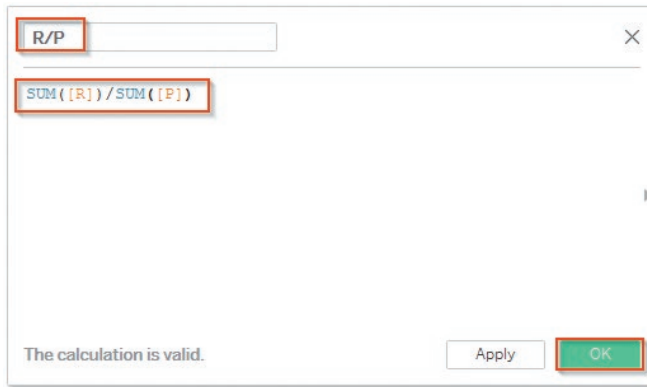 R/P
SUM([R])/SUM([P])
The calculation is valid.
Apply
OK